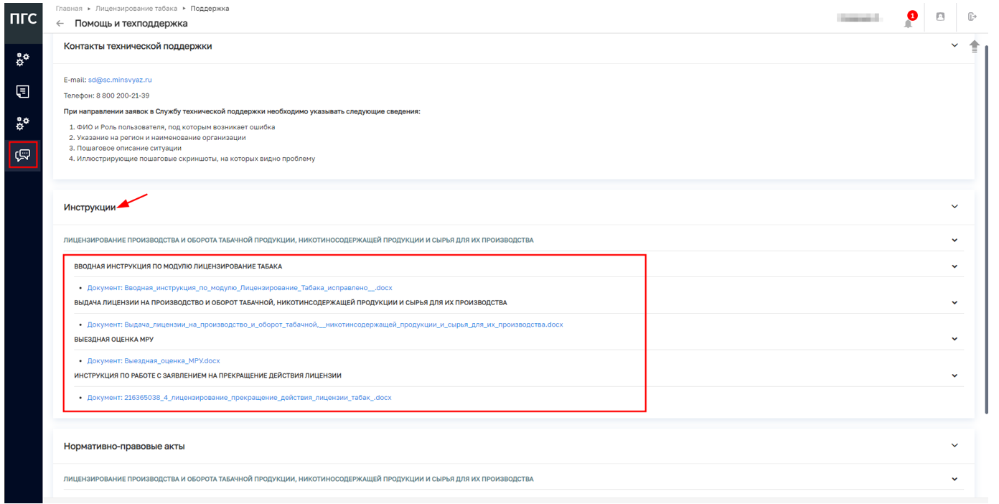 ПГС
Главная ▸ Лицензирование табака ▸ Поддержка
← Помощь и техподдержка
1
Контакты технической поддержки
E-mail: sd@sc.minsvyaz.ru
Телефон: 8 800 200-21-39
При направлении заявок в Службу технической поддержки необходимо указывать следующие сведения:
1. ФИО и Роль пользователя, под которым возникает ошибка
2. Указание на регион и наименование организации
3. Пошаговое описание ситуации
4. Иллюстрирующие пошаговые скриншоты, на которых видно проблему
Инструкции
ЛИЦЕНЗИРОВАНИЕ ПРОИЗВОДСТВА И ОБОРОТА ТАБАЧНОЙ ПРОДУКЦИИ, НИКОТИНОСОДЕРЖАЩЕЙ ПРОДУКЦИИ И СЫРЬЯ ДЛЯ ИХ ПРОИЗВОДСТВА
ВВОДНАЯ ИНСТРУКЦИЯ ПО МОДУЛЮ ЛИЦЕНЗИРОВАНИЕ ТАБАКА
• Документ: Вводная_инструкция_по_модулю_Лицензирование_Табака_исправлено__.docx
ВЫДАЧА ЛИЦЕНЗИИ НА ПРОИЗВОДСТВО И ОБОРОТ ТАБАЧНОЙ, НИКОТИНСОДЕРЖАЩЕЙ ПРОДУКЦИИ И СЫРЬЯ ДЛЯ ИХ ПРОИЗВОДСТВА
• Документ: Выдача_лицензии_на_производство_и_оборот_табачной,__никотинсодержащей_продукции_и_сырья_для_их_производства.docx
ВЫЕЗДНАЯ ОЦЕНКА МРУ
• Документ: Выездная_оценка_МРУ.docx
ИНСТРУКЦИЯ ПО РАБОТЕ С ЗАЯВЛЕНИЕМ НА ПРЕКРАЩЕНИЕ ДЕЙСТВИЯ ЛИЦЕНЗИИ
• Документ: 216365038_4_лицензирование_прекращение_действия_лицензии_табак_.docx
Нормативно-правовые акты
ЛИЦЕНЗИРОВАНИЕ ПРОИЗВОДСТВА И ОБОРОТА ТАБАЧНОЙ ПРОДУКЦИИ, НИКОТИНОСОДЕРЖАЩЕЙ ПРОДУКЦИИ И СЫРЬЯ ДЛЯ ИХ ПРОИЗВОДСТВА